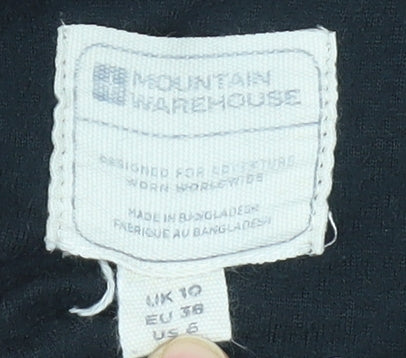 MOUNTAIN
WAREHOUSE
DESIGNED FOR ADVENTURE
WORN WORLDWIDE
MADE IN BANGLADESH
FABRIQUE AU BANGLADESH
UK 10
EU 38
US 6